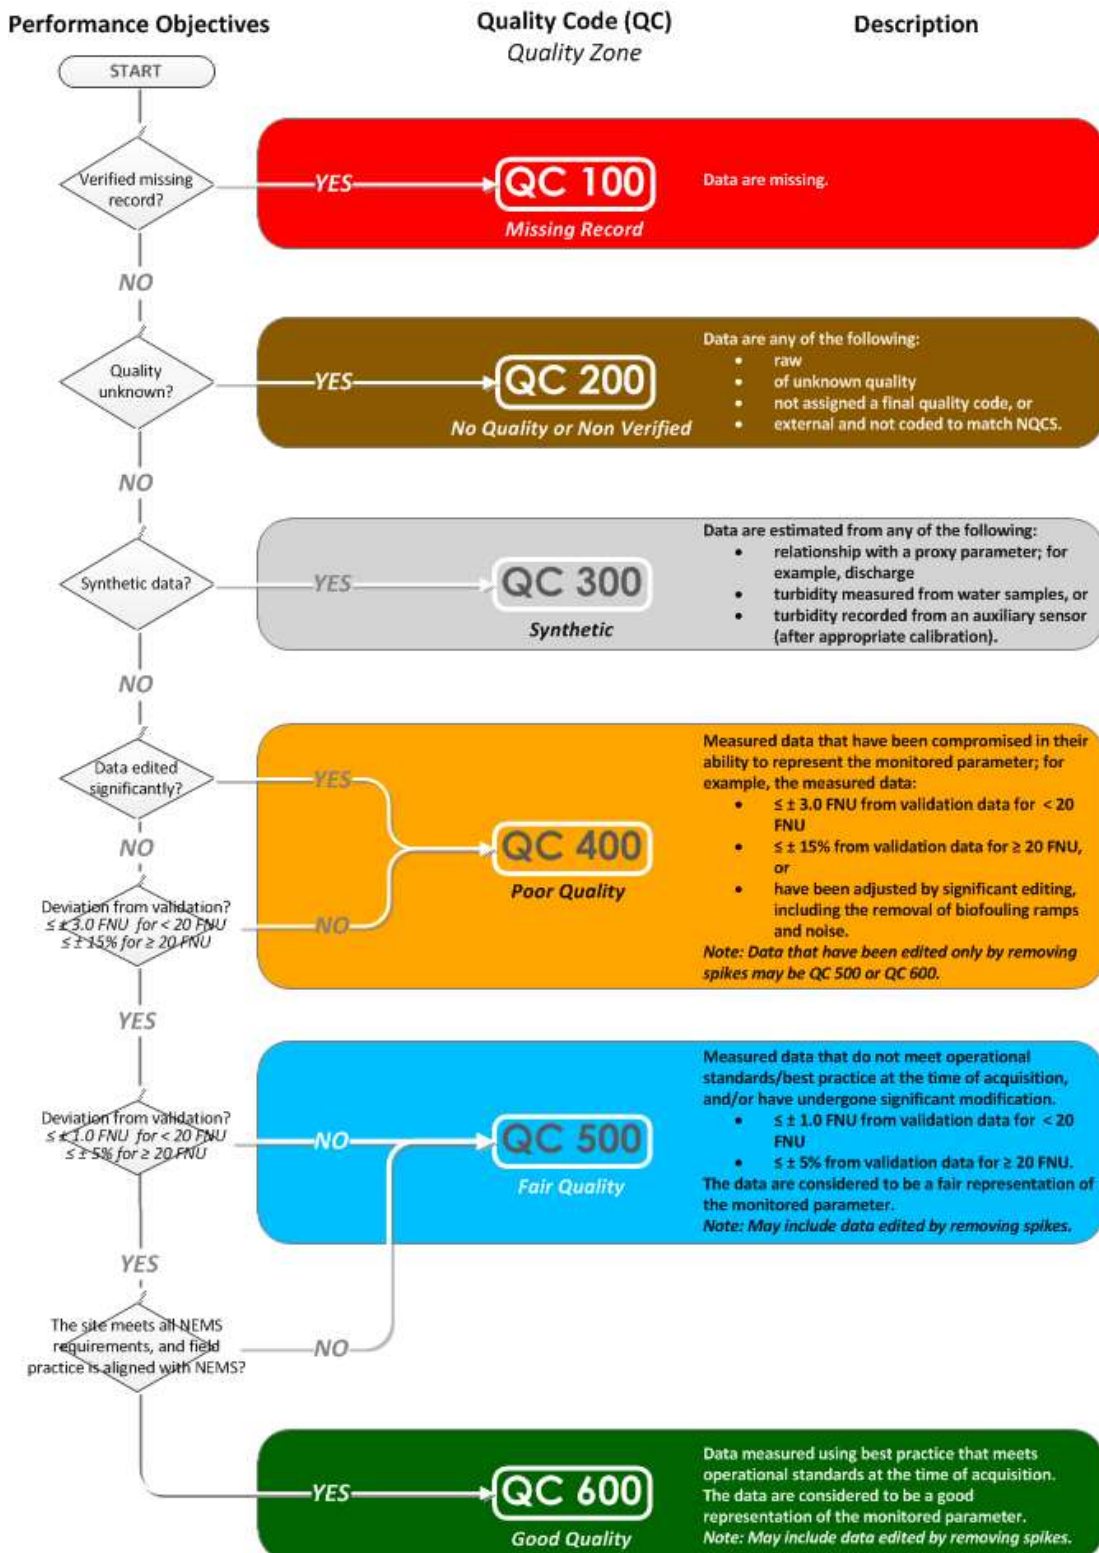 Performance Objectives
Quality Code (QC)
Quality Zone
Description
START
Verified missing
record?
YES
QC 100
Missing Record
Data are missing.
NO
Quality
unknown?
YES
QC 200
No Quality or Non Verified
Data are any of the following:
• raw
• of unknown quality
• not assigned a final quality code, or
• external and not coded to match NQCS.
NO
Synthetic data?
YES
QC 300
Synthetic
Data are estimated from any of the following:
• relationship with a proxy parameter; for
example, discharge
• turbidity measured from water samples, or
• turbidity recorded from an auxiliary sensor
(after appropriate calibration).
NO
Data edited
significantly?
YES
NO
Deviation from validation?
≤ ± 3.0 FNU for < 20 FNU
≤ ± 15% for ≥ 20 FNU
NO
QC 400
Poor Quality
Measured data that have been compromised in their
ability to represent the monitored parameter; for
example, the measured data:
• ≤ ± 3.0 FNU from validation data for < 20
FNU
• ≤ ± 15% from validation data for ≥ 20 FNU,
or
• have been adjusted by significant editing,
including the removal of biofouling ramps
and noise.
Note: Data that have been edited only by removing
spikes may be QC 500 or QC 600.
YES
Deviation from validation?
≤ ± 1.0 FNU for < 20 FNU
≤ ± 5% for ≥ 20 FNU
NO
QC 500
Fair Quality
Measured data that do not meet operational
standards/best practice at the time of acquisition,
and/or have undergone significant modification.
• ≤ ± 1.0 FNU from validation data for < 20
FNU
• ≤ ± 5% from validation data for ≥ 20 FNU.
The data are considered to be a fair representation of
the monitored parameter.
Note: May include data edited by removing spikes.
YES
The site meets all NEMS
requirements, and field
practice is aligned with NEMS?
NO
YES
QC 600
Good Quality
Data measured using best practice that meets
operational standards at the time of acquisition.
The data are considered to be a good
representation of the monitored parameter.
Note: May include data edited by removing spikes.